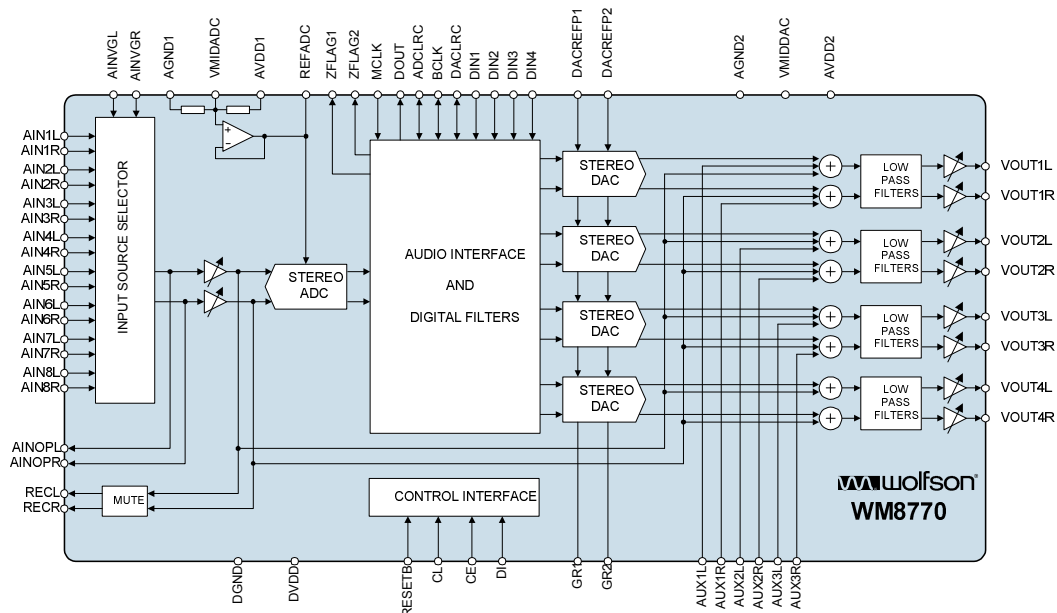 AINVGL
AINVGR
AGND1
VMIDADC
AVDD1
REFADC
ZFLAG1
ZFLAG2
MCLK
DOUT
ADCLRC
BCLK
DACLRC
DIN1
DIN2
DIN3
DIN4
DACREFP1
DACREFP2
AGND2
VMIDDAC
AVDD2
AIN1L
AIN1R
AIN2L
AIN2R
AIN3L
AIN3R
AIN4L
AIN4R
AIN5L
AIN5R
AIN6L
AIN6R
AIN7L
AIN7R
AIN8L
AIN8R
AINOPL
AINOPR
RECL
RECR
INPUT SOURCE SELECTOR
+
−
STEREO
ADC
MUTE
AUDIO INTERFACE
AND
DIGITAL FILTERS
CONTROL INTERFACE
STEREO
DAC
STEREO
DAC
STEREO
DAC
STEREO
DAC
+
+
+
+
+
+
+
+
LOW
PASS
FILTERS
LOW
PASS
FILTERS
LOW
PASS
FILTERS
LOW
PASS
FILTERS
VOUT1L
VOUT1R
VOUT2L
VOUT2R
VOUT3L
VOUT3R
VOUT4L
VOUT4R
wolfson
WM8770
DGND
DVDD
RESETB
CL
CE
DI
GR1
GR2
AUX1L
AUX1R
AUX2L
AUX2R
AUX3L
AUX3R